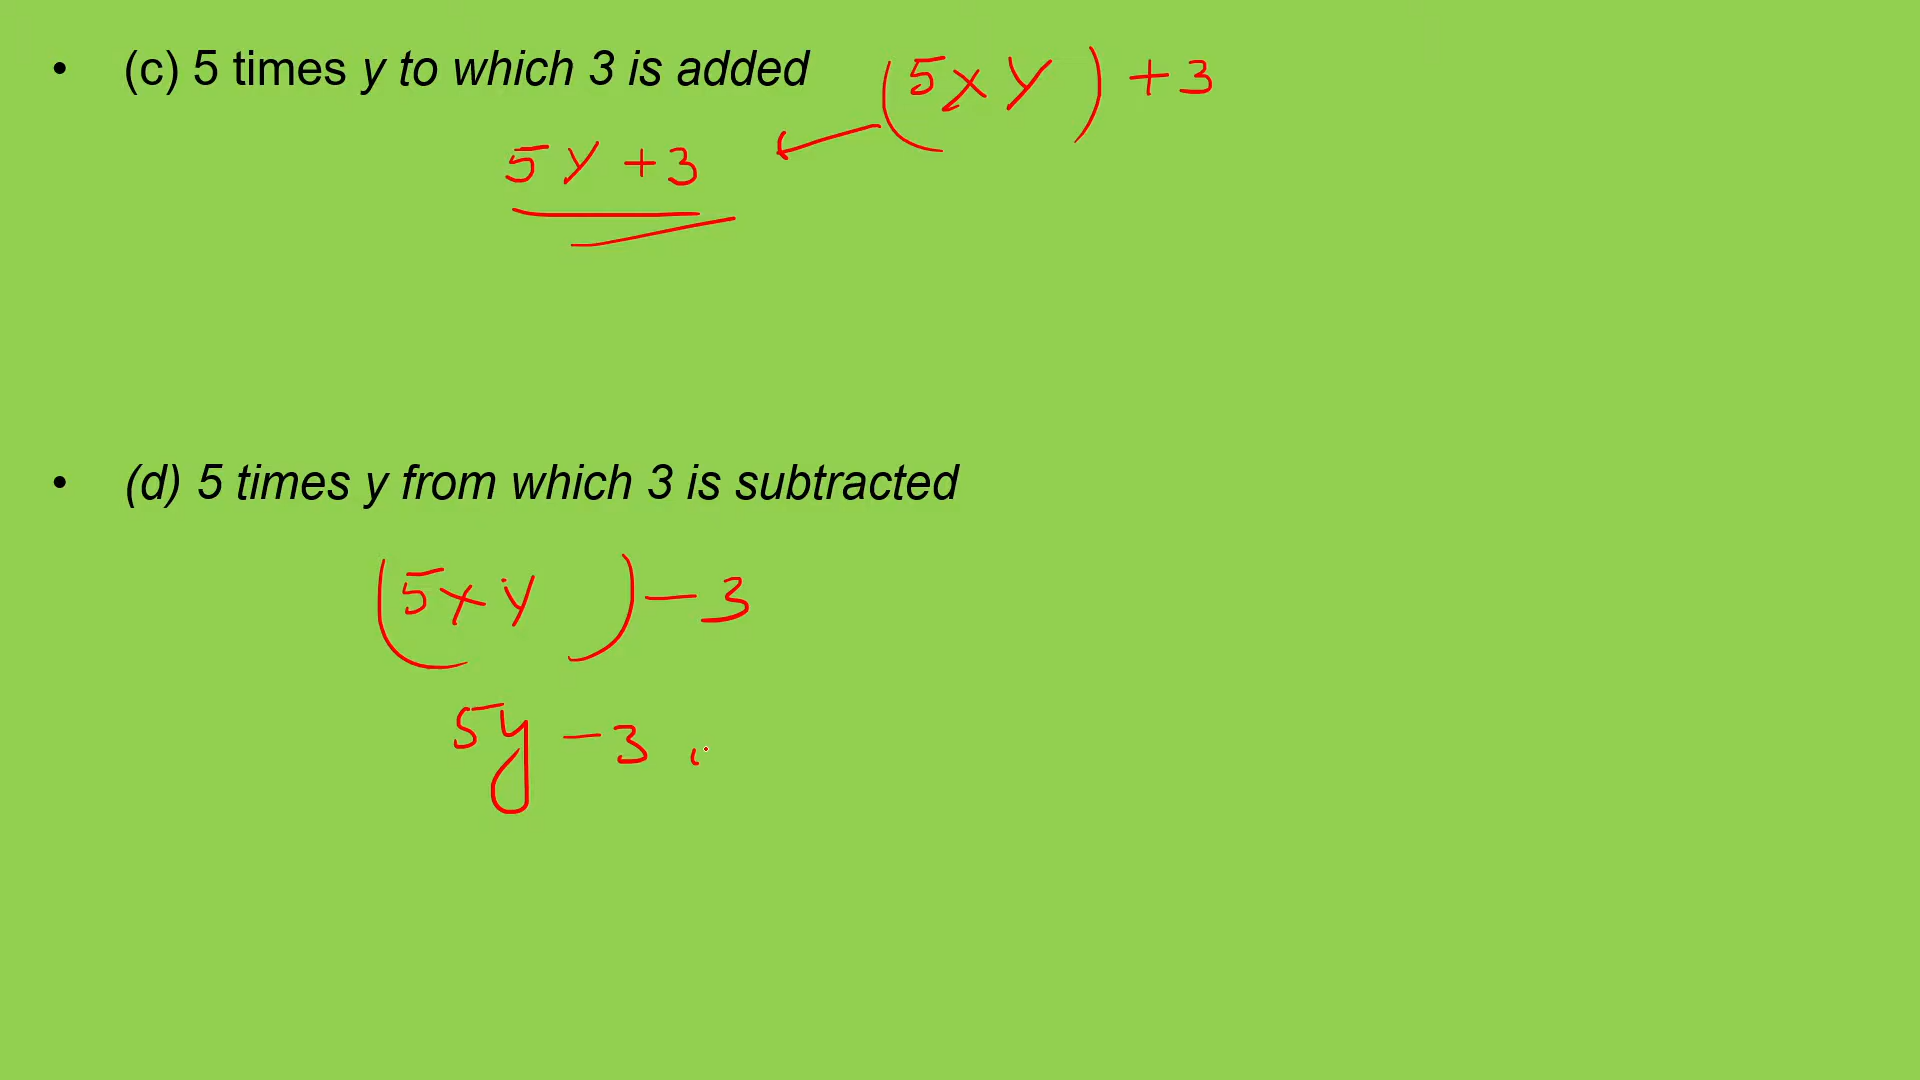 • (c) 5 times y to which 3 is added (5 x y) + 3
5y + 3
• (d) 5 times y from which 3 is subtracted
(5 x y) - 3
5y - 3